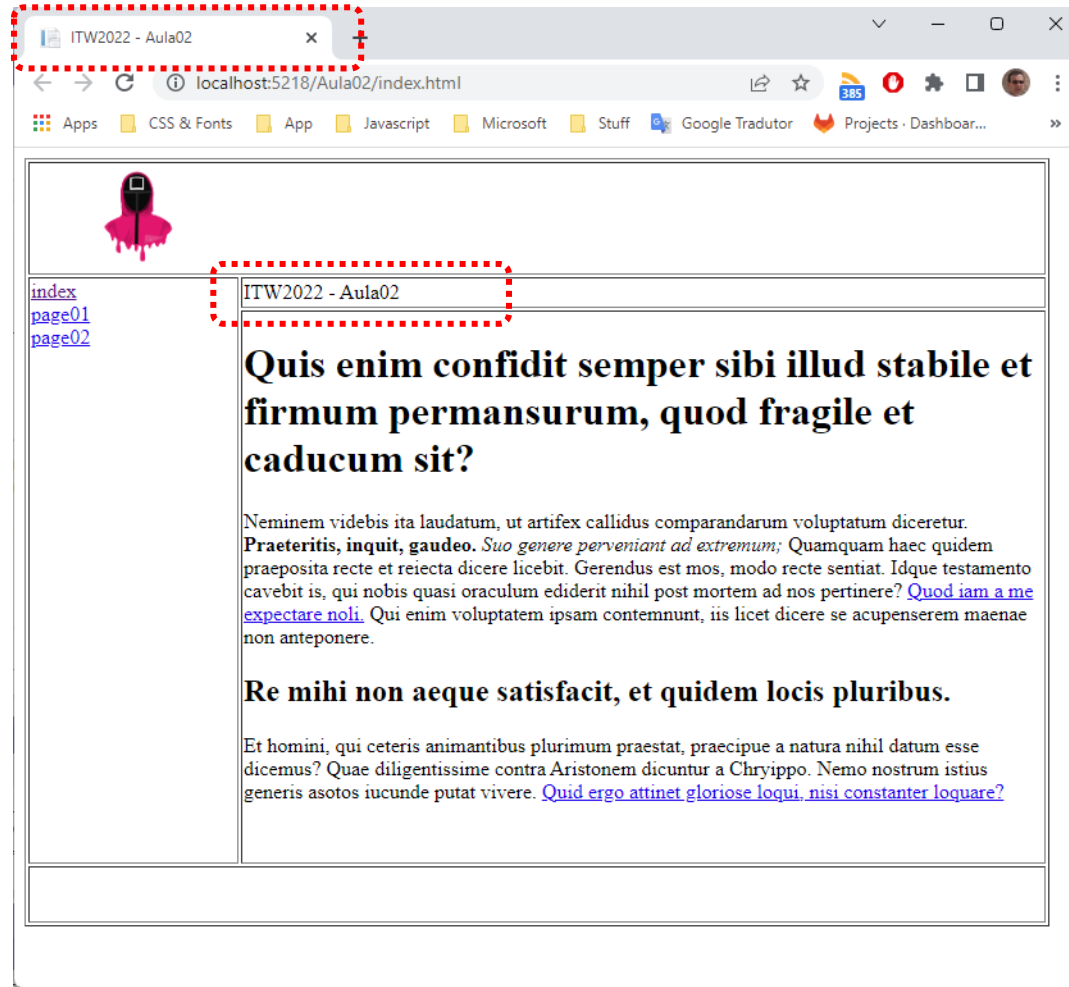 ITW2022 - Aula02
localhost:5218/Aula02/index.html
385
Apps CSS & Fonts App Javascript Microsoft Stuff Google Tradutor Projects · Dashboar... »
index
page01
page02
ITW2022 - Aula02
Quis enim confidit semper sibi illud stabile et
firmum permansurum, quod fragile et
caducum sit?
Neminem videbis ita laudatum, ut artifex callidus comparandarum voluptatum diceretur.
Praeteritis, inquit, gaudeo. Suo genere perveniant ad extremum; Quamquam haec quidem
praeposita recte et reiecta dicere licebit. Gerendus est mos, modo recte sentiat. Idque testamento
cavebit is, qui nobis quasi oraculum ediderit nihil post mortem ad nos pertinere? Quod iam a me
expectare noli. Qui enim voluptatem ipsam contemnunt, iis licet dicere se acupenserem maenae
non anteponere.
Re mihi non aeque satisfacit, et quidem locis pluribus.
Et homini, qui ceteris animantibus plurimum praestat, praecipue a natura nihil datum esse
dicemus? Quae diligentissime contra Aristonem dicuntur a Chryippo. Nemo nostrum istius
generis asotos iucunde putat vivere. Quid ergo attinet gloriose loqui, nisi constanter loquare?